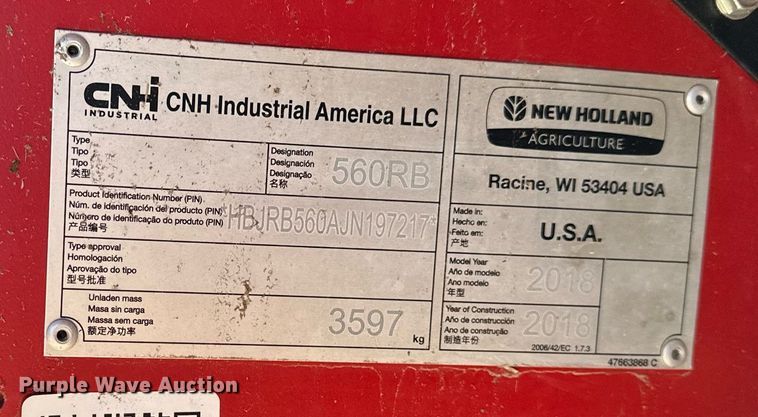 CNH
INDUSTRIAL
CNH Industrial America LLC
NEW HOLLAND
AGRICULTURE
Racine, WI 53404 USA
Type
Tipo
Tipo
类型
Designation
Designación
Designação
名称
560RB
Product Identification Number (PIN)
Núm. de identificación del producto (PIN)
Número de identificação do produto (PIN)
产品编号
*HBJRB560AJN197217*
Made in:
Hecho en:
Feito em:
产地
U.S.A.
Type approval
Homologación
Aprovação do tipo
型号批准
Model Year
Año de modelo
Ano modelo
年型
2018
Unladen mass
Masa sin carga
Massa sem carga
额定净功率
3597
kg
Year of Construction
Año de construcción
Ano de construção
制造年份
2018
2006/42/EC 1.7.3
47663868 C
Purple Wave Auction